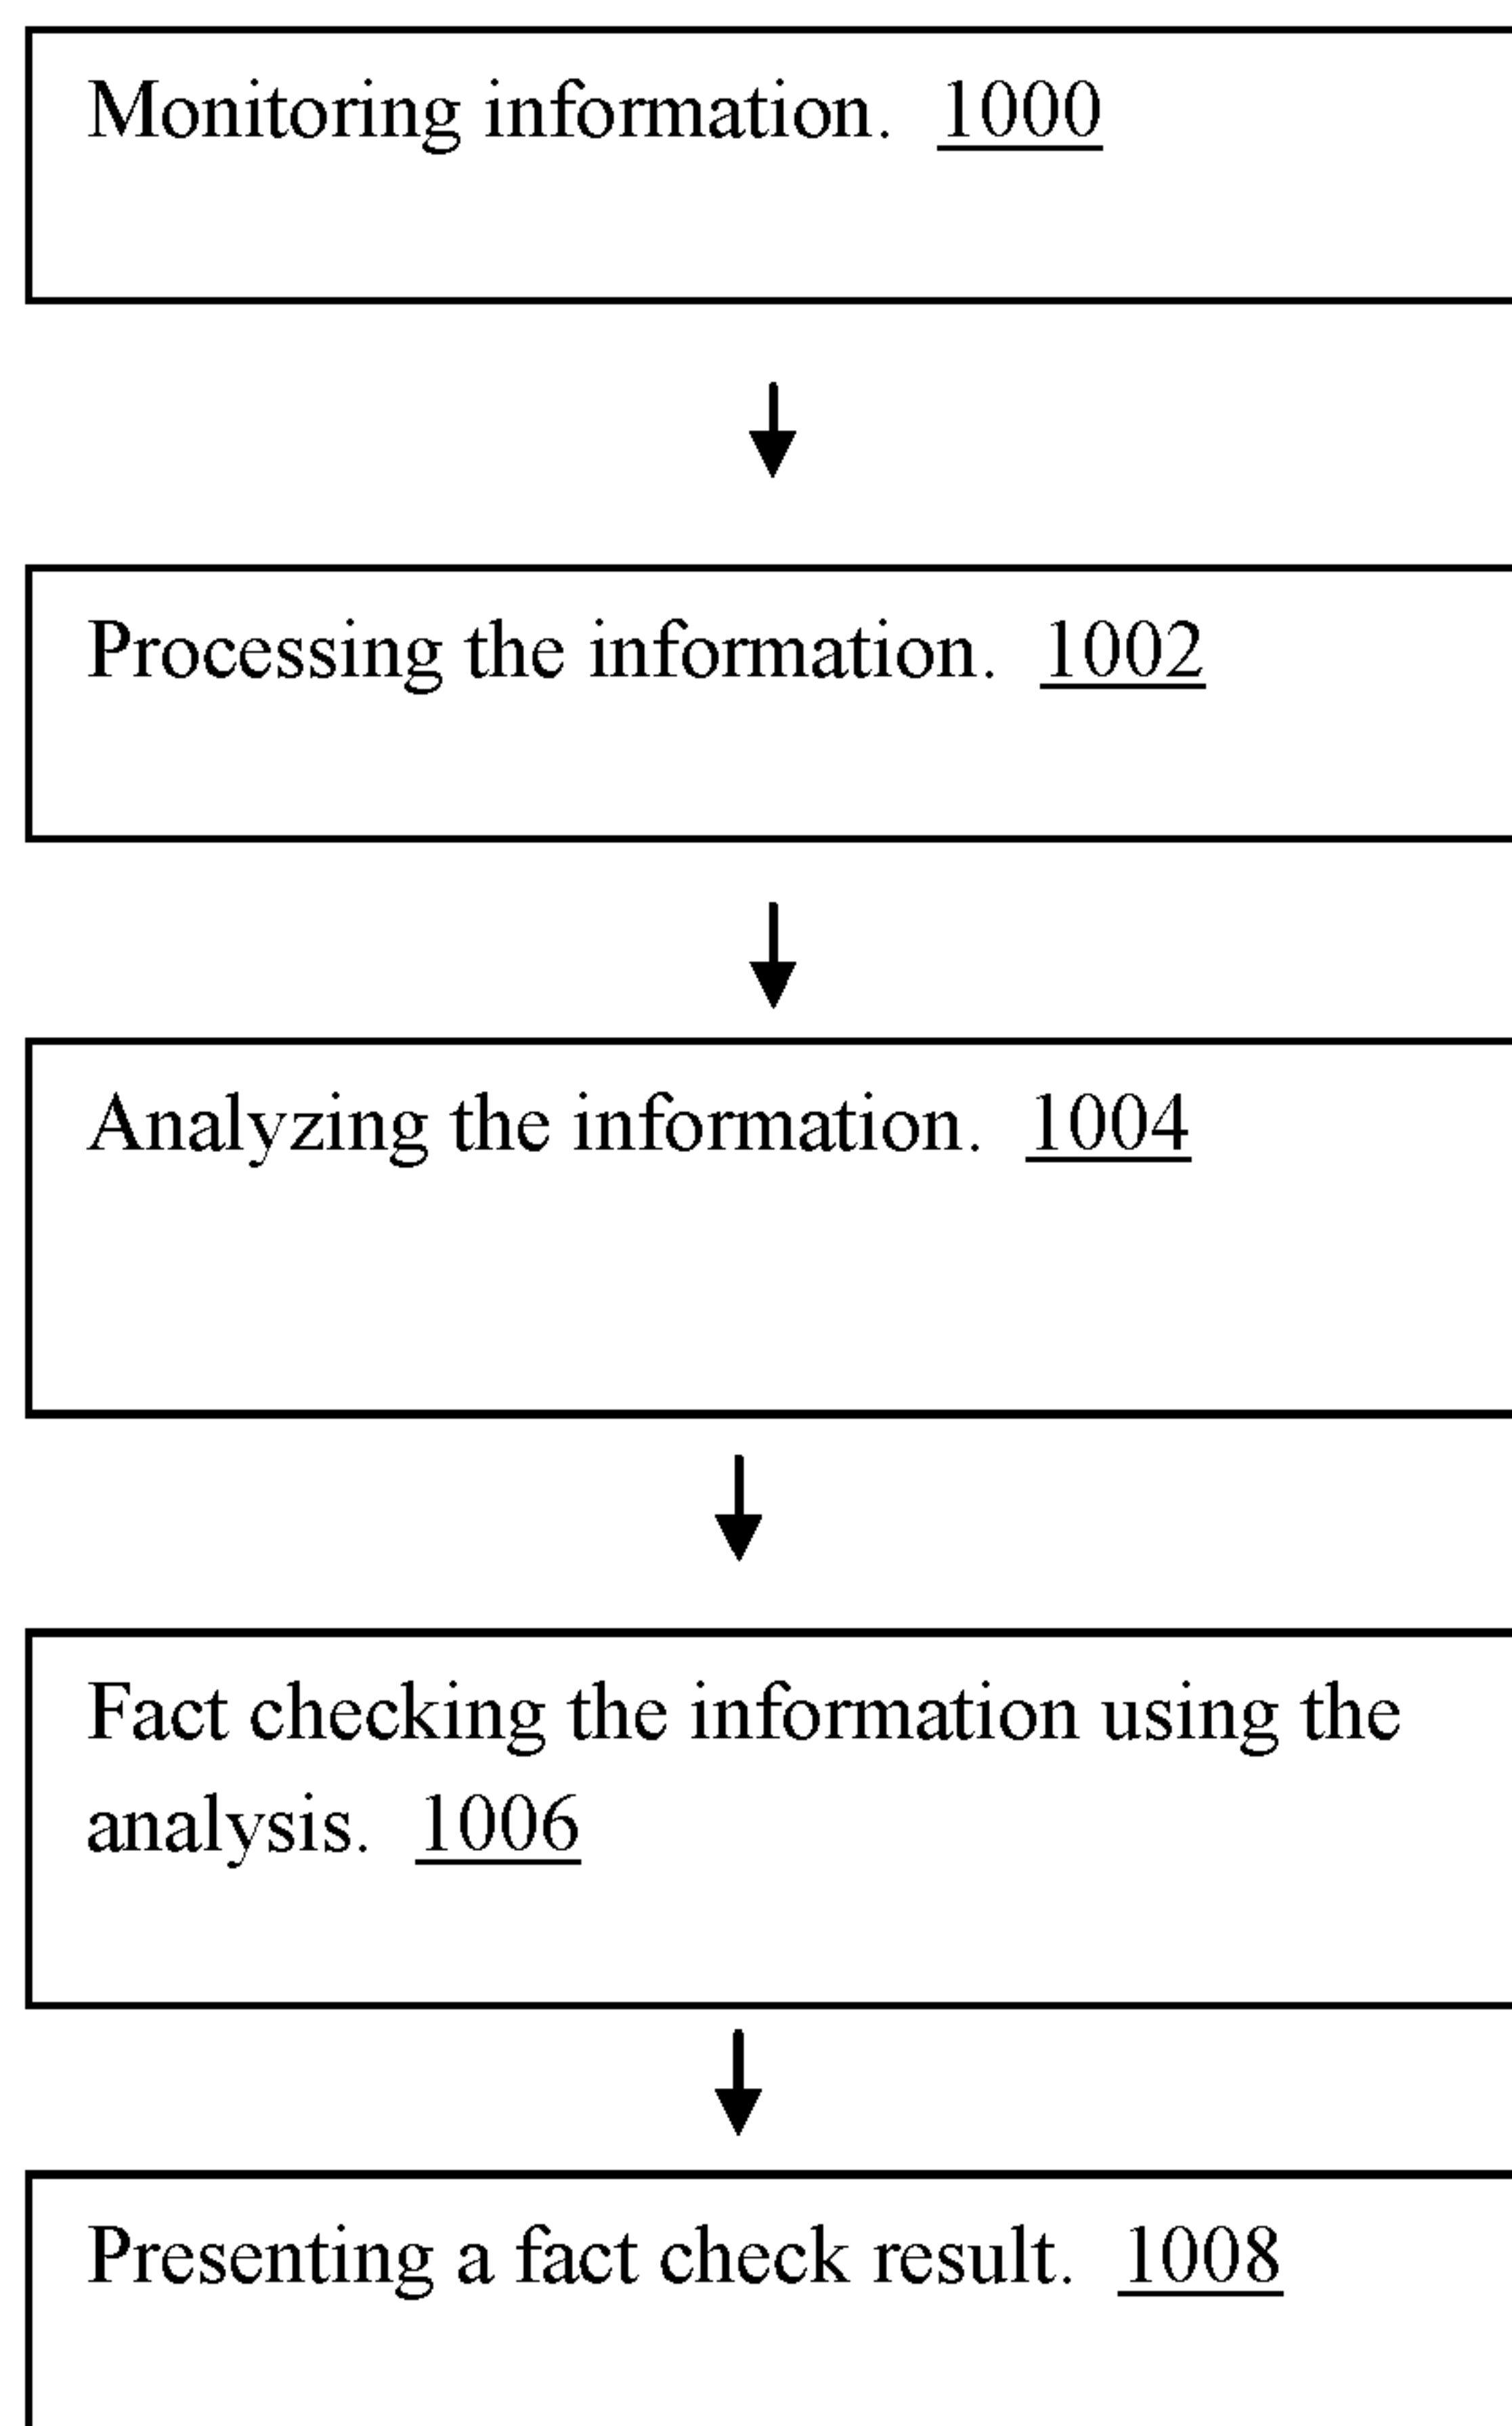 Monitoring information. 1000
Processing the information. 1002
Analyzing the information. 1004
Fact checking the information using the
analysis. 1006
Presenting a fact check result. 1008